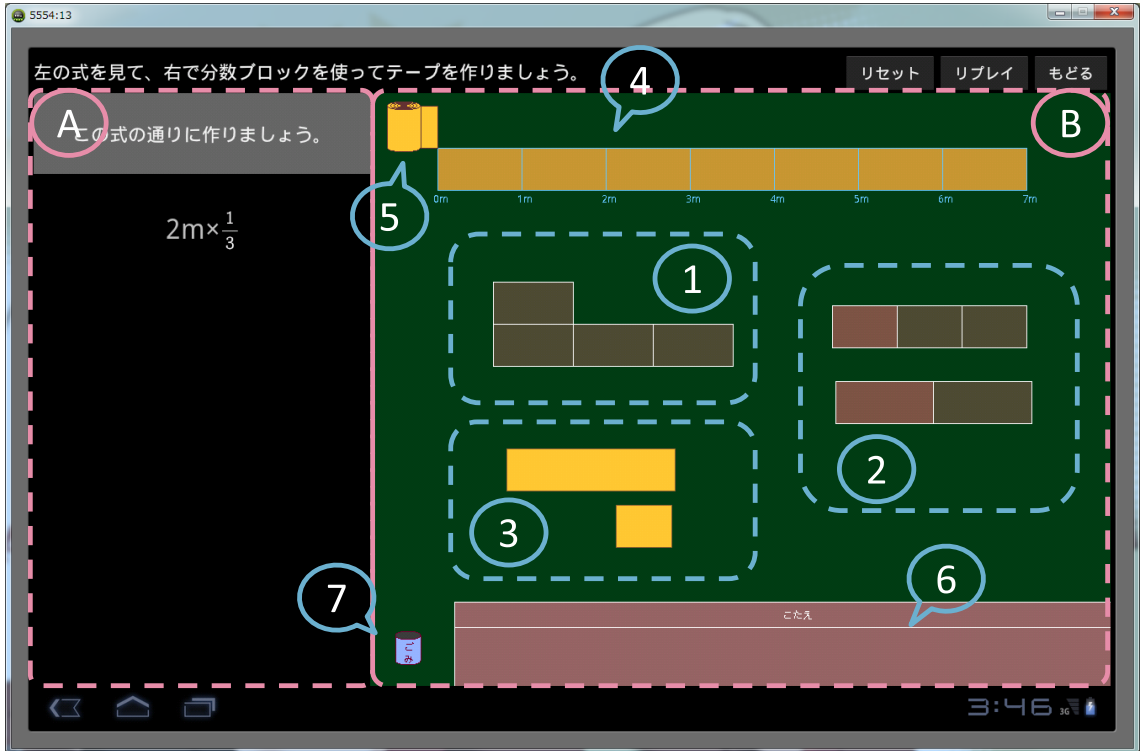 5554:13
左の式を見て、右で分数ブロックを使ってテープを作りましょう。
4
リセット
リプレイ
もどる
A
この式の通りに作りましょう。
B
5
0m 1m 2m 3m 4m 5m 6m 7m
2m×1/3
1
2
3
6
7
こたえ
ごみ
3:46 3G